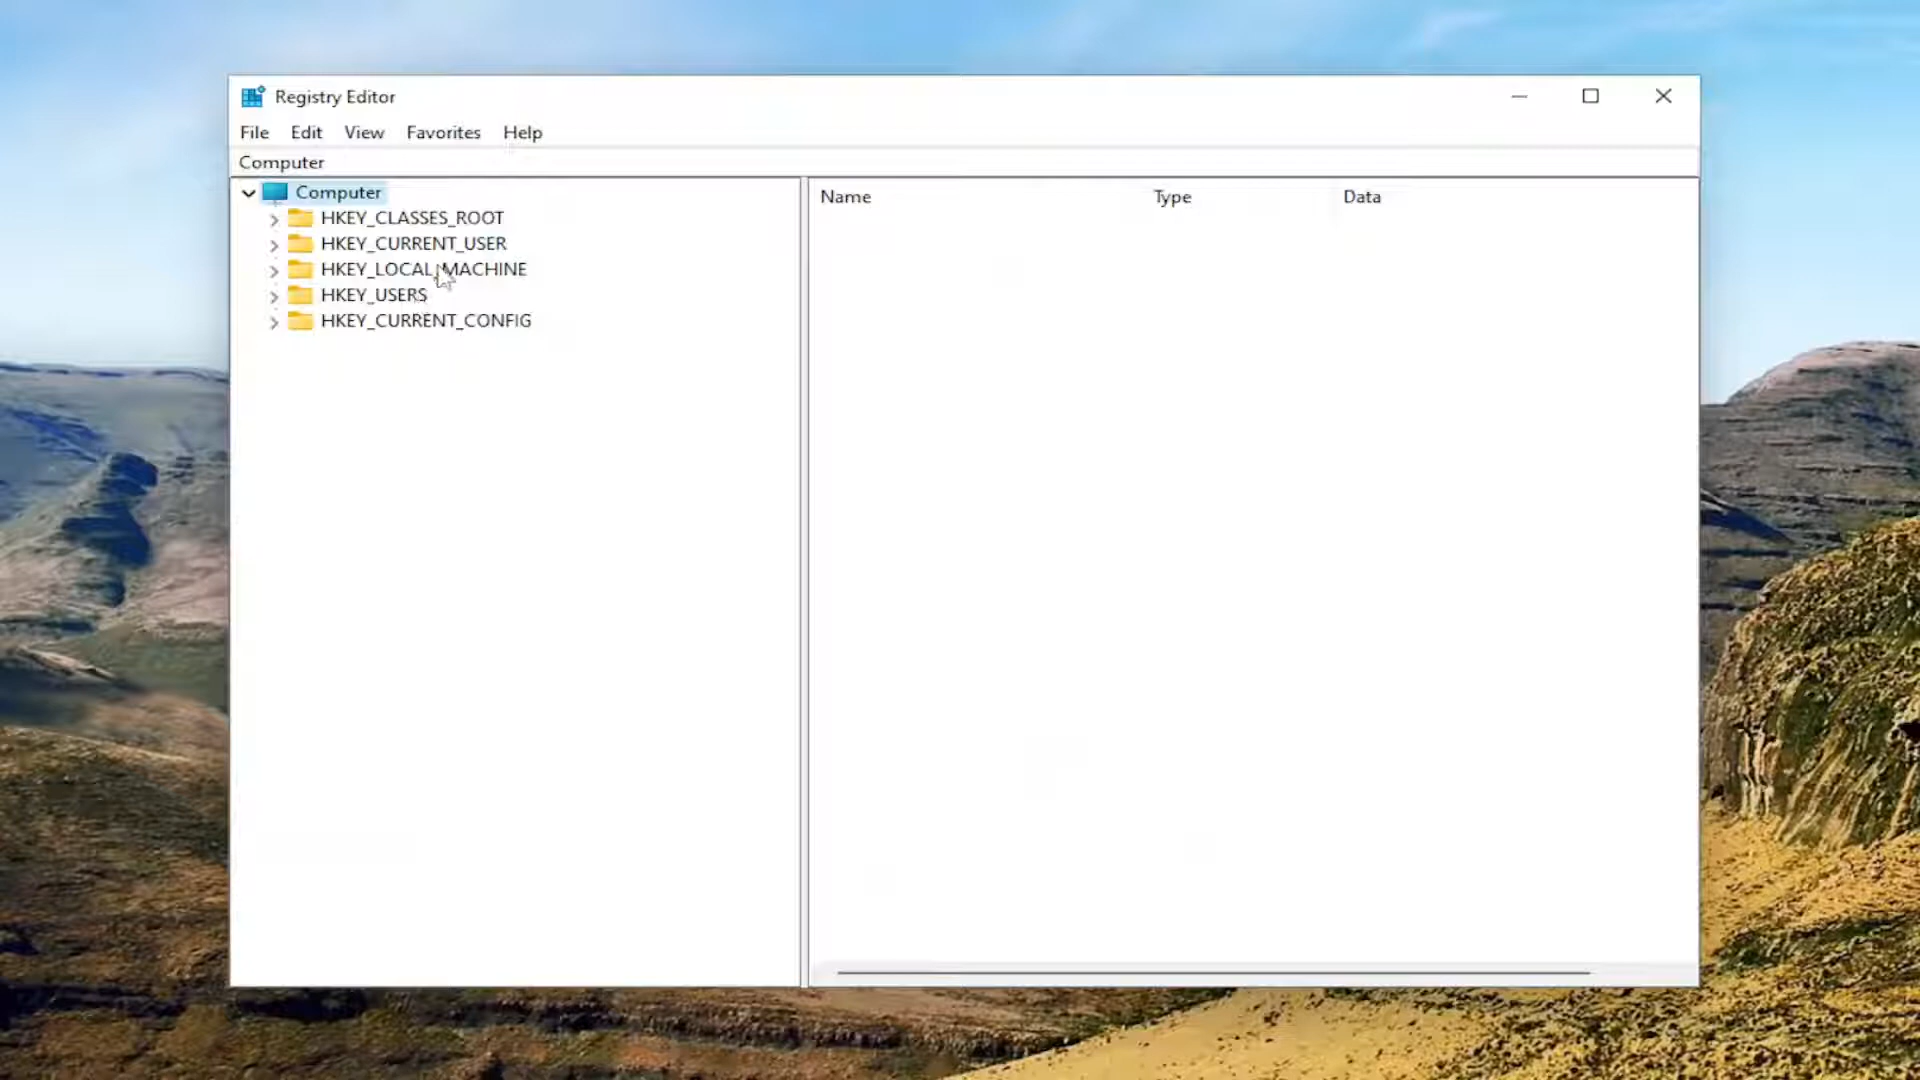 Registry Editor
File Edit View Favorites Help
Computer
Computer
HKEY_CLASSES_ROOT
HKEY_CURRENT_USER
HKEY_LOCAL_MACHINE
HKEY_USERS
HKEY_CURRENT_CONFIG
Name Type Data